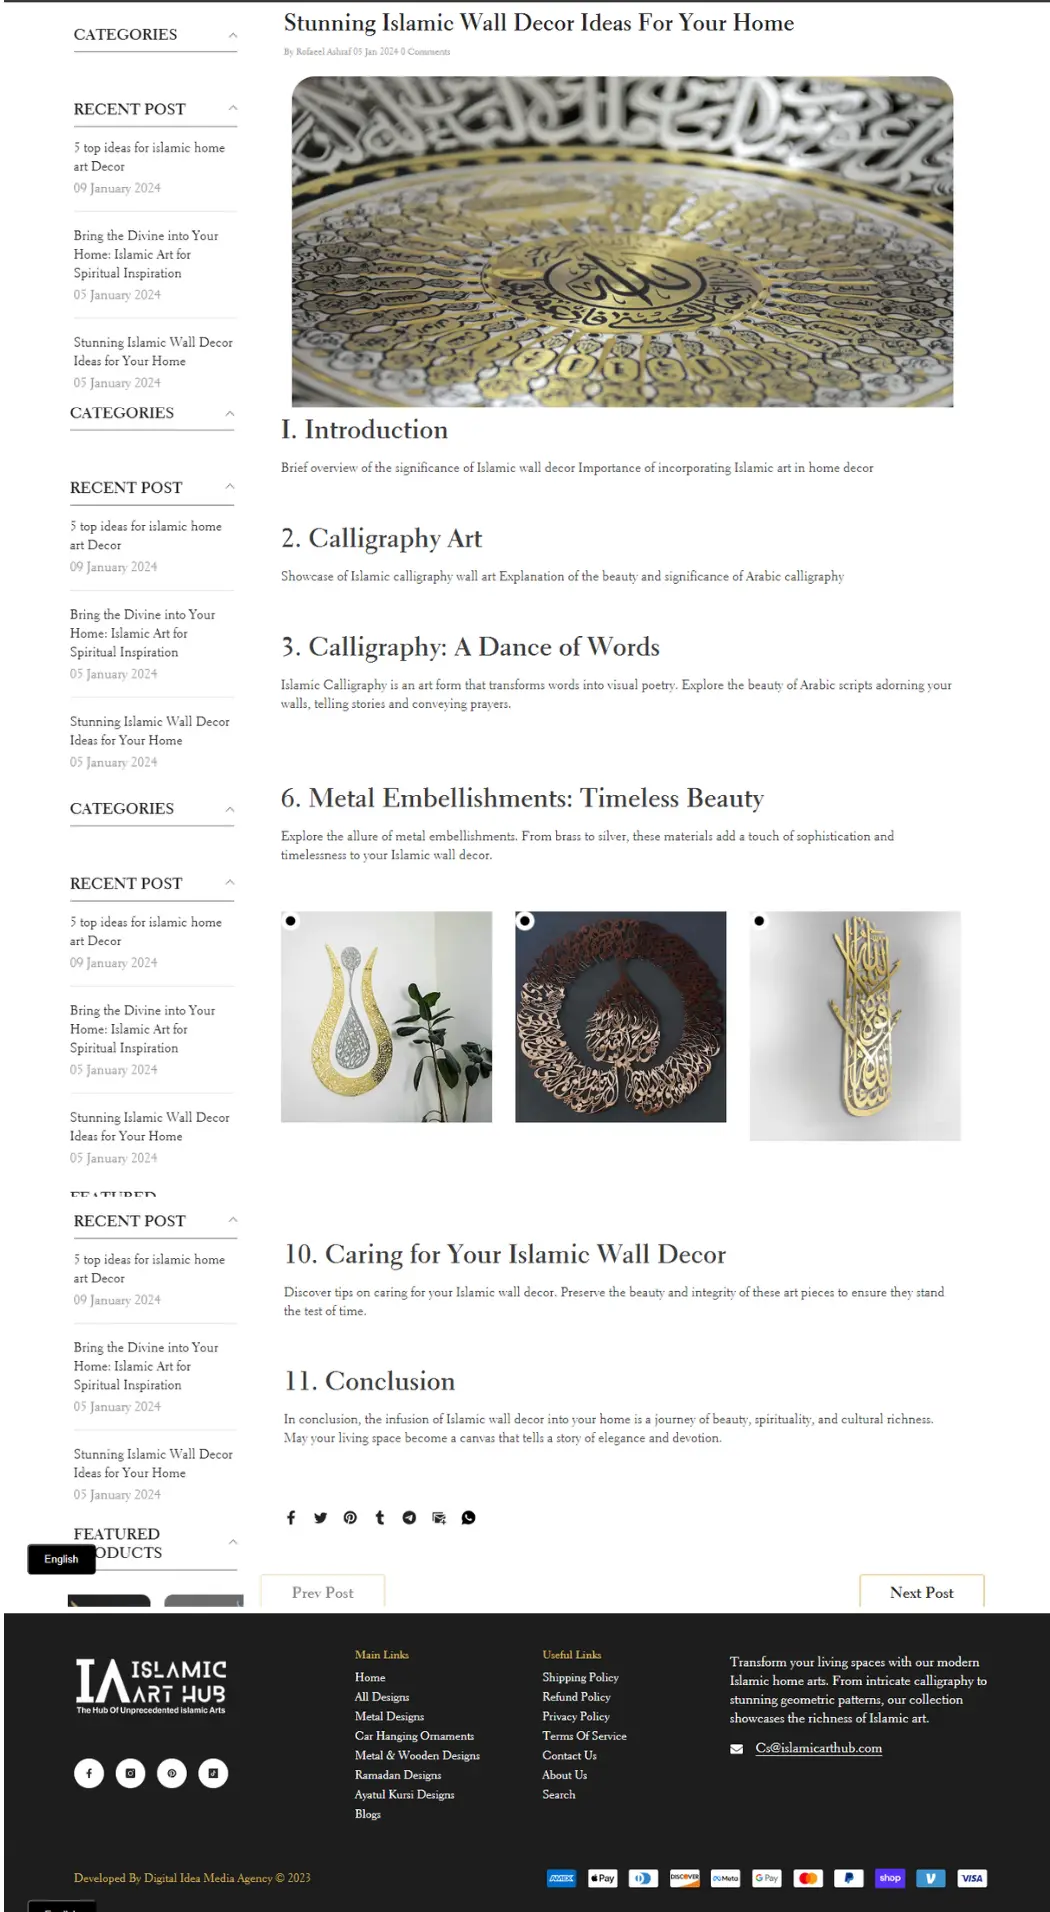 Stunning Islamic Wall Decor Ideas For Your Home
By Rofaeel Ashraf 05 Jan 2024 0 Comments
CATEGORIES
RECENT POST
5 top ideas for islamic home
art Decor
09 January 2024
Bring the Divine into Your
Home: Islamic Art for
Spiritual Inspiration
05 January 2024
Stunning Islamic Wall Decor
Ideas for Your Home
05 January 2024
CATEGORIES
RECENT POST
5 top ideas for islamic home
art Decor
09 January 2024
Bring the Divine into Your
Home: Islamic Art for
Spiritual Inspiration
05 January 2024
Stunning Islamic Wall Decor
Ideas for Your Home
05 January 2024
CATEGORIES
RECENT POST
5 top ideas for islamic home
art Decor
09 January 2024
Bring the Divine into Your
Home: Islamic Art for
Spiritual Inspiration
05 January 2024
Stunning Islamic Wall Decor
Ideas for Your Home
05 January 2024
FEATURED
RECENT POST
5 top ideas for islamic home
art Decor
09 January 2024
Bring the Divine into Your
Home: Islamic Art for
Spiritual Inspiration
05 January 2024
Stunning Islamic Wall Decor
Ideas for Your Home
05 January 2024
FEATURED
ODUCTS
English
الله
I. Introduction
Brief overview of the significance of Islamic wall decor Importance of incorporating Islamic art in home decor
2. Calligraphy Art
Showcase of Islamic calligraphy wall art Explanation of the beauty and significance of Arabic calligraphy
3. Calligraphy: A Dance of Words
Islamic Calligraphy is an art form that transforms words into visual poetry. Explore the beauty of Arabic scripts adorning your
walls, telling stories and conveying prayers.
6. Metal Embellishments: Timeless Beauty
Explore the allure of metal embellishments. From brass to silver, these materials add a touch of sophistication and
timelessness to your Islamic wall decor.
10. Caring for Your Islamic Wall Decor
Discover tips on caring for your Islamic wall decor. Preserve the beauty and integrity of these art pieces to ensure they stand
the test of time.
11. Conclusion
In conclusion, the infusion of Islamic wall decor into your home is a journey of beauty, spirituality, and cultural richness.
May your living space become a canvas that tells a story of elegance and devotion.
Prev Post
Next Post
IA ISLAMIC
ART HUB
The Hub Of Unprecedented islamic Arts
Main Links
Home
All Designs
Metal Designs
Car Hanging Ornaments
Metal & Wooden Designs
Ramadan Designs
Ayatul Kursi Designs
Blogs
Useful Links
Shipping Policy
Refund Policy
Privacy Policy
Terms Of Service
Contact Us
About Us
Search
Transform your living spaces with our modern
Islamic home arts. From intricate calligraphy to
stunning geometric patterns, our collection
showcases the richness of Islamic art.
Cs@islamicarthub.com
Developed By Digital Idea Media Agency © 2023
AMEX
Pay
DISCOVER
Meta
G Pay
shop
VISA